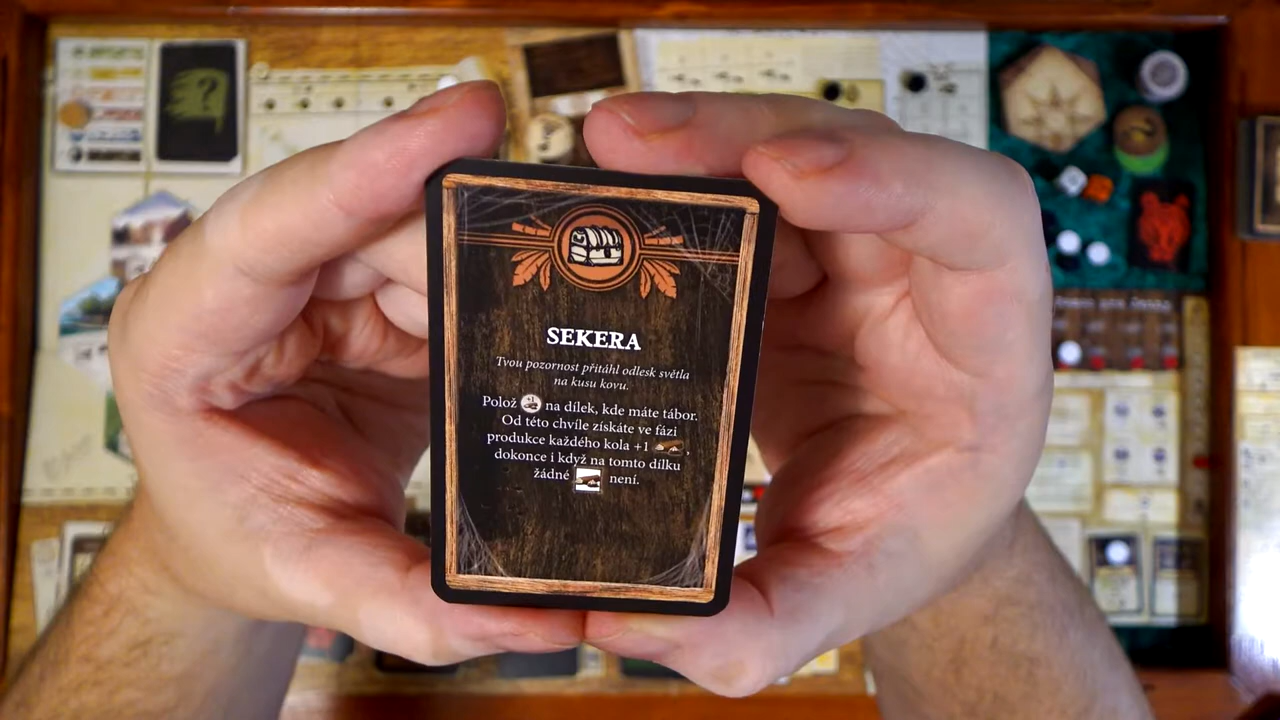 SEKERA
Tvou pozornost přitáhl odlesk světla
na kusu kovu.
Polož na dílek, kde máte tábor.
Od této chvíle získáte ve fázi
produkce každého kola +1 ,
dokonce i když na tomto dílku
žádné není.
?